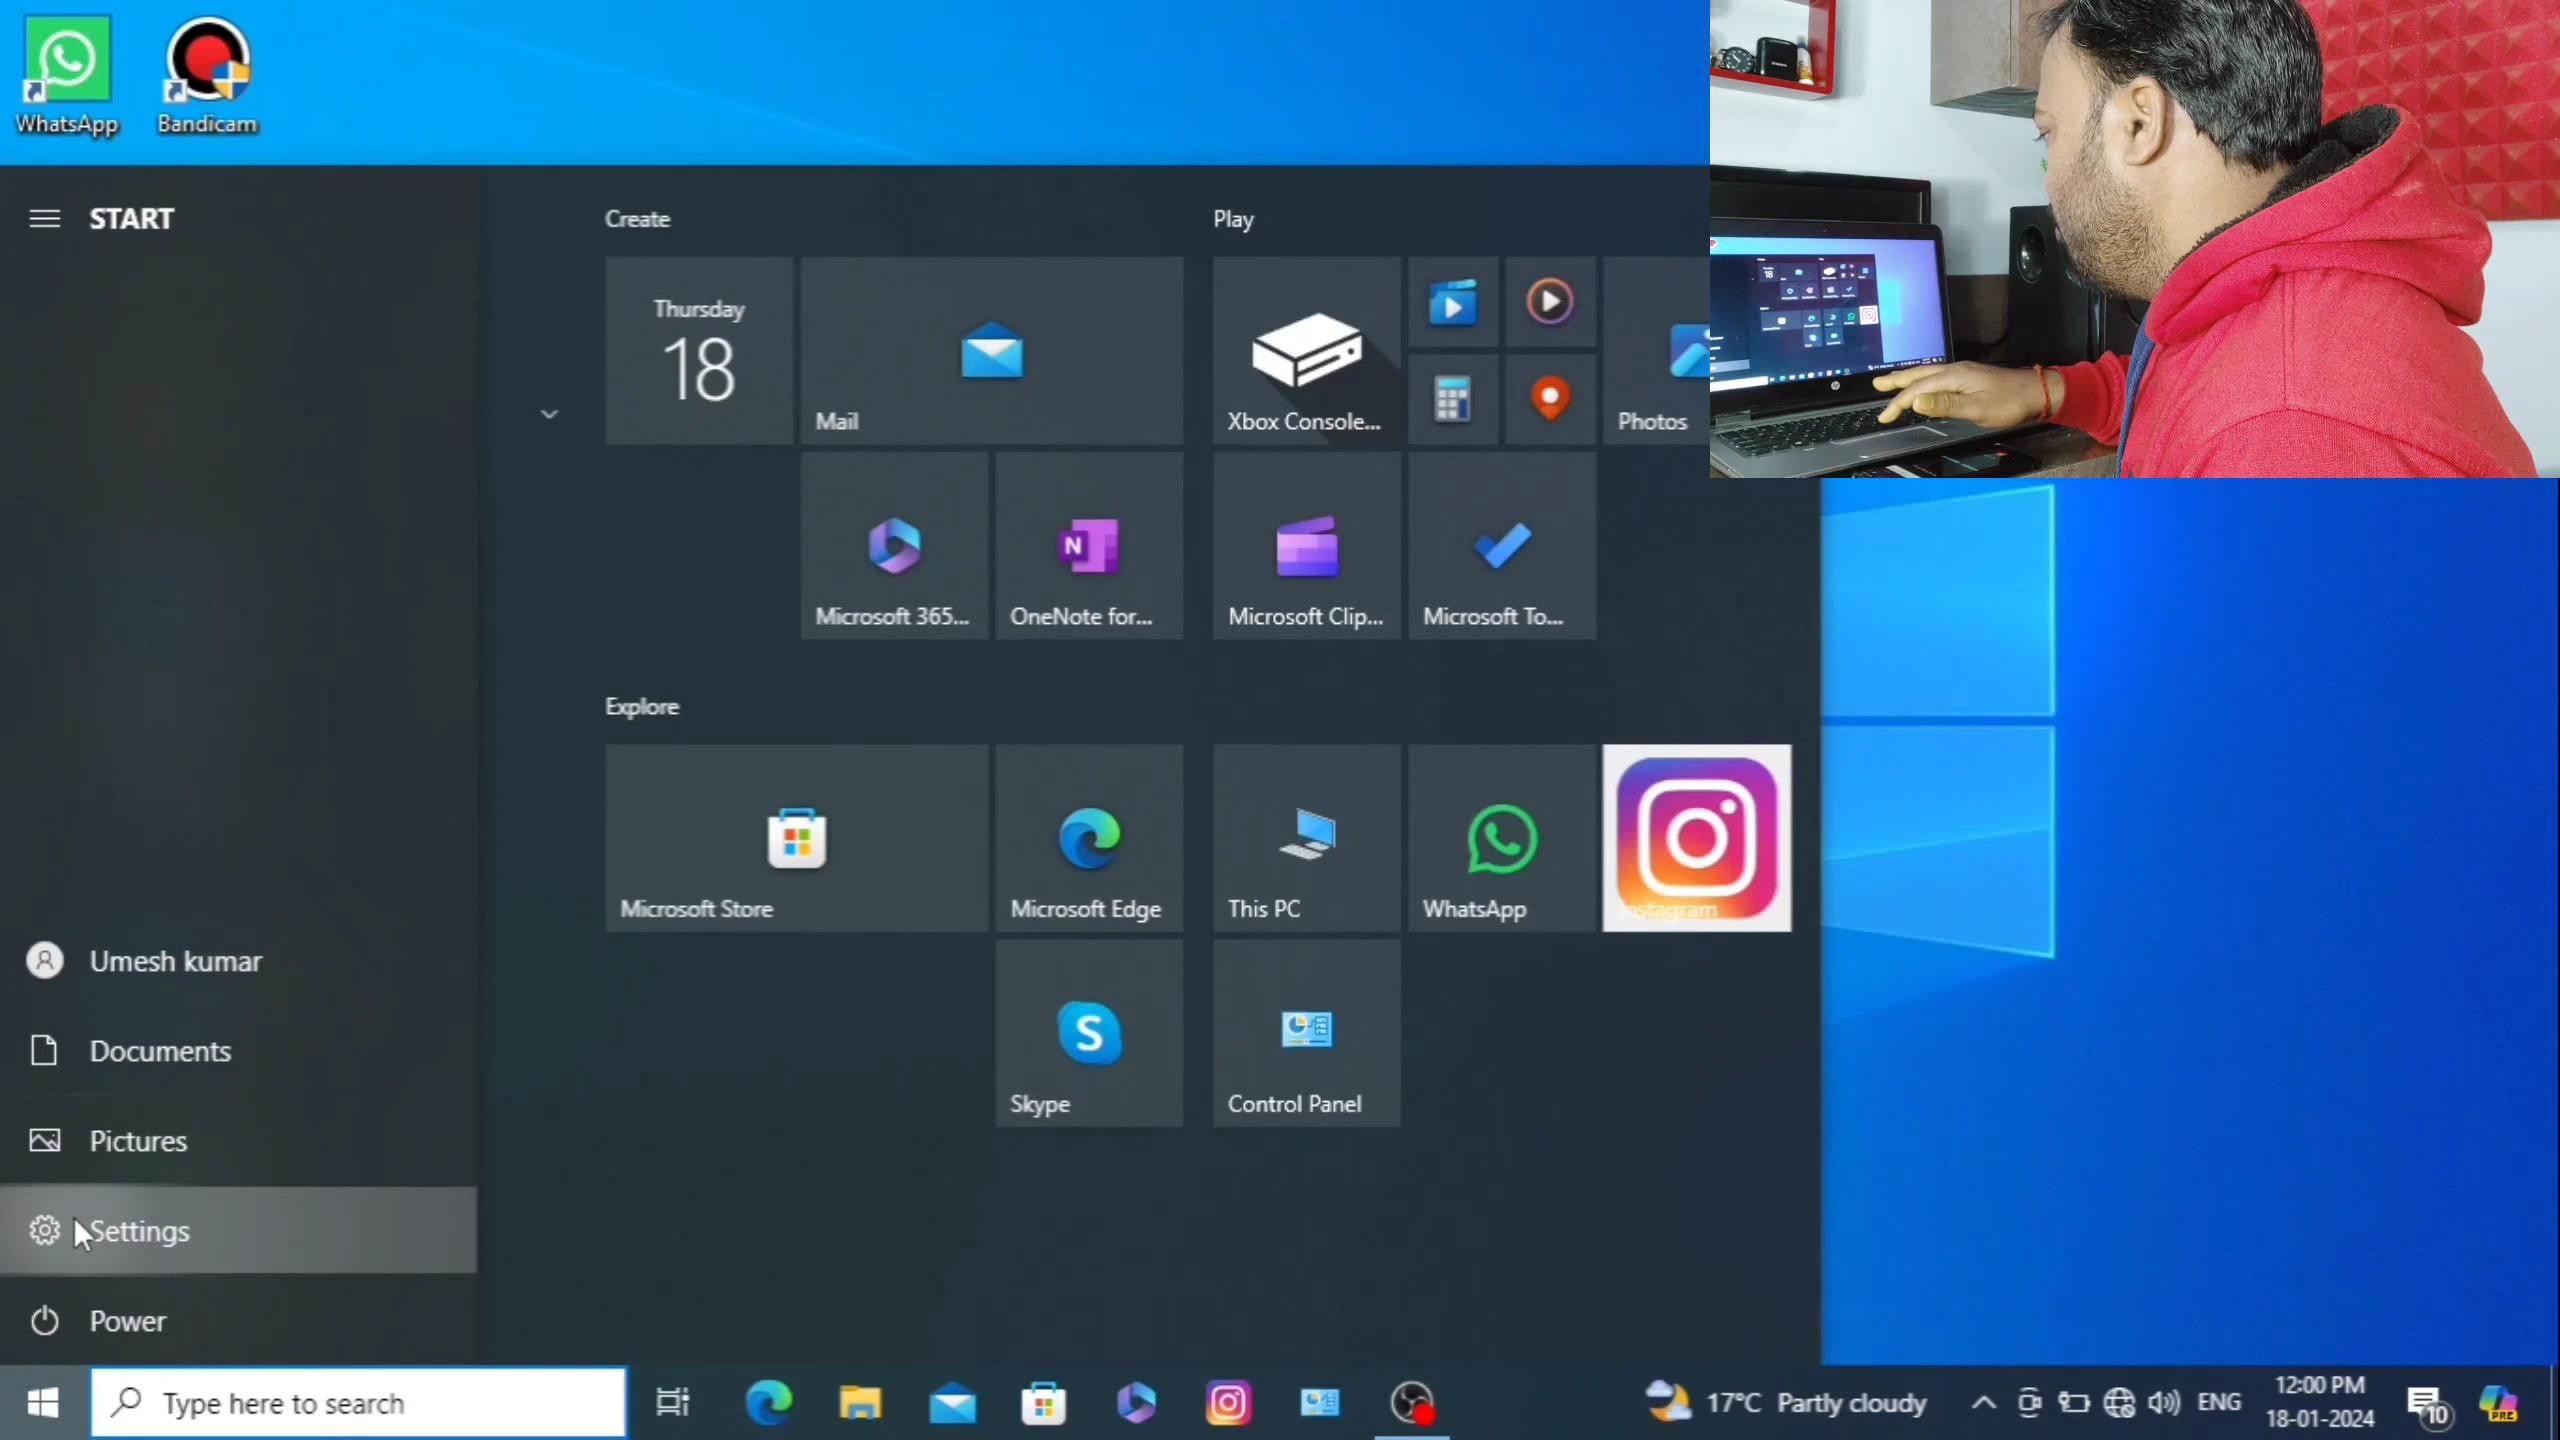 WhatsApp
Bandicam
START
Create
Play
Thursday
18
Mail
Xbox Console...
Photos
Microsoft 365...
OneNote for...
Microsoft Clip...
Microsoft To...
Explore
Microsoft Store
Microsoft Edge
This PC
WhatsApp
Instagram
Skype
Control Panel
Umesh kumar
Documents
Pictures
Settings
Power
Type here to search
17°C Partly cloudy
ENG
12:00 PM
18-01-2024
10
PRE